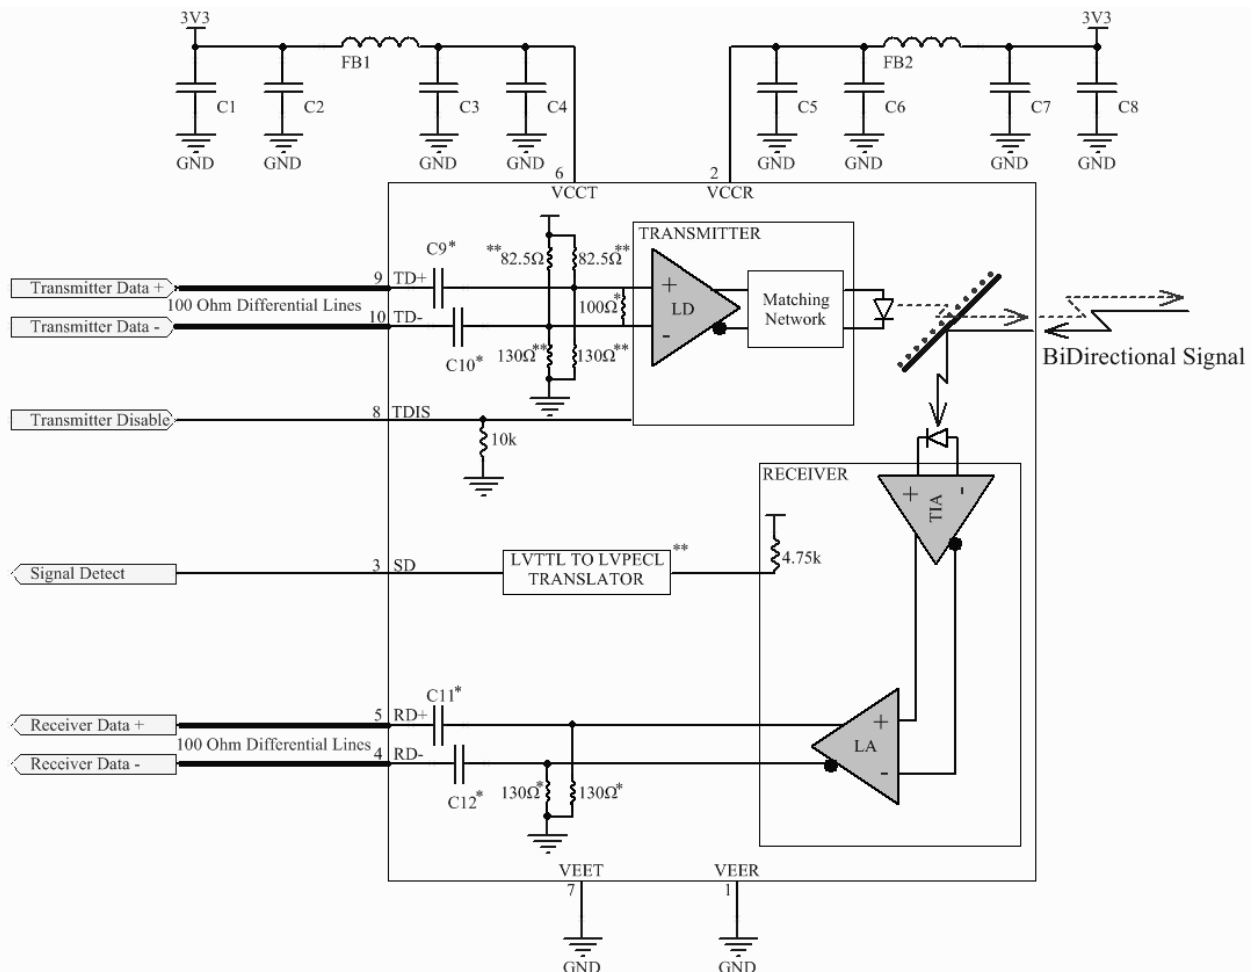 3V3
3V3
FB1
FB2
C1
C2
C3
C4
C5
C6
C7
C8
GND
GND
GND
GND
GND
GND
GND
GND
6
VCCT
2
VCCR
TRANSMITTER
C9*
**82.5Ω
82.5Ω**
Transmitter Data +
9 TD+
100 Ohm Differential Lines
100Ω*
+
LD
-
Matching
Network
Transmitter Data -
10 TD-
C10*
130Ω**
130Ω**
BiDirectional Signal
Transmitter Disable
8 TDIS
10k
RECEIVER
+
-
TIA
Signal Detect
3 SD
LVTTL TO LVPECL
TRANSLATOR
**
4.75k
C11*
Receiver Data +
5 RD+
100 Ohm Differential Lines
+
LA
-
Receiver Data -
4 RD-
C12*
130Ω*
130Ω*
VEET
7
VEER
1
GND
GND